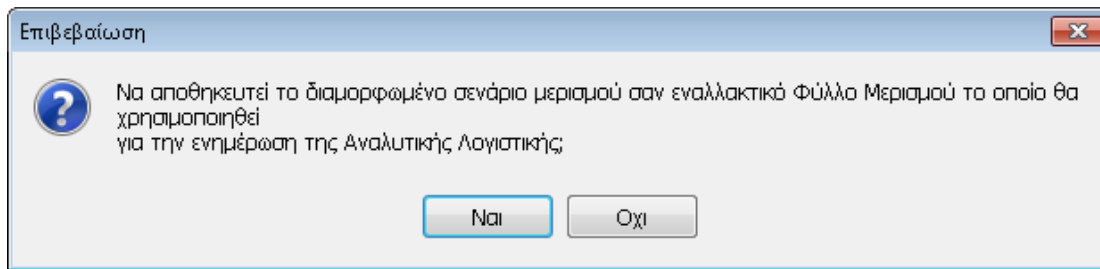 Επιβεβαίωση
Να αποθηκευτεί το διαμορφωμένο σενάριο μερισμού σαν εναλλακτικό Φύλλο Μερισμού το οποίο θα
χρησιμοποιηθεί
για την ενημέρωση της Αναλυτικής Λογιστικής;
Ναι
Οχι